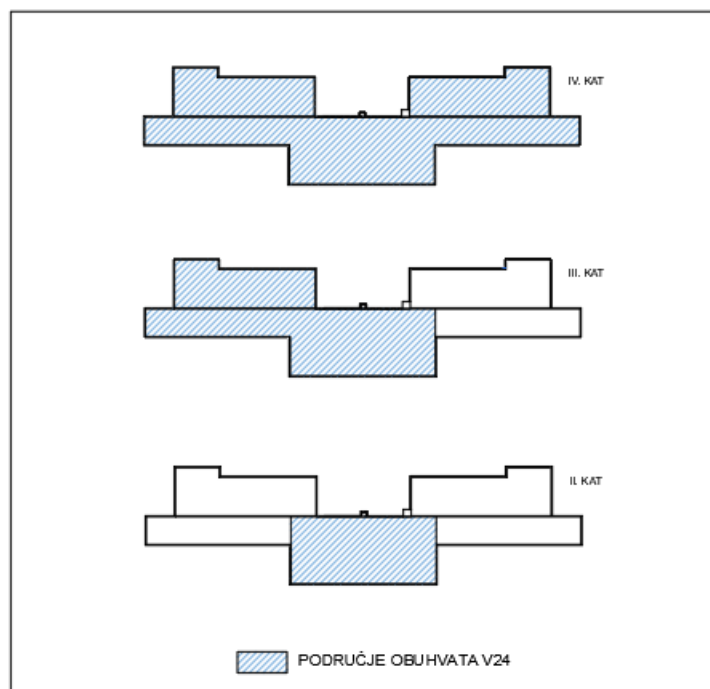 IV. KAT
III. KAT
II. KAT
PODRUČJE OBUHVATA V24